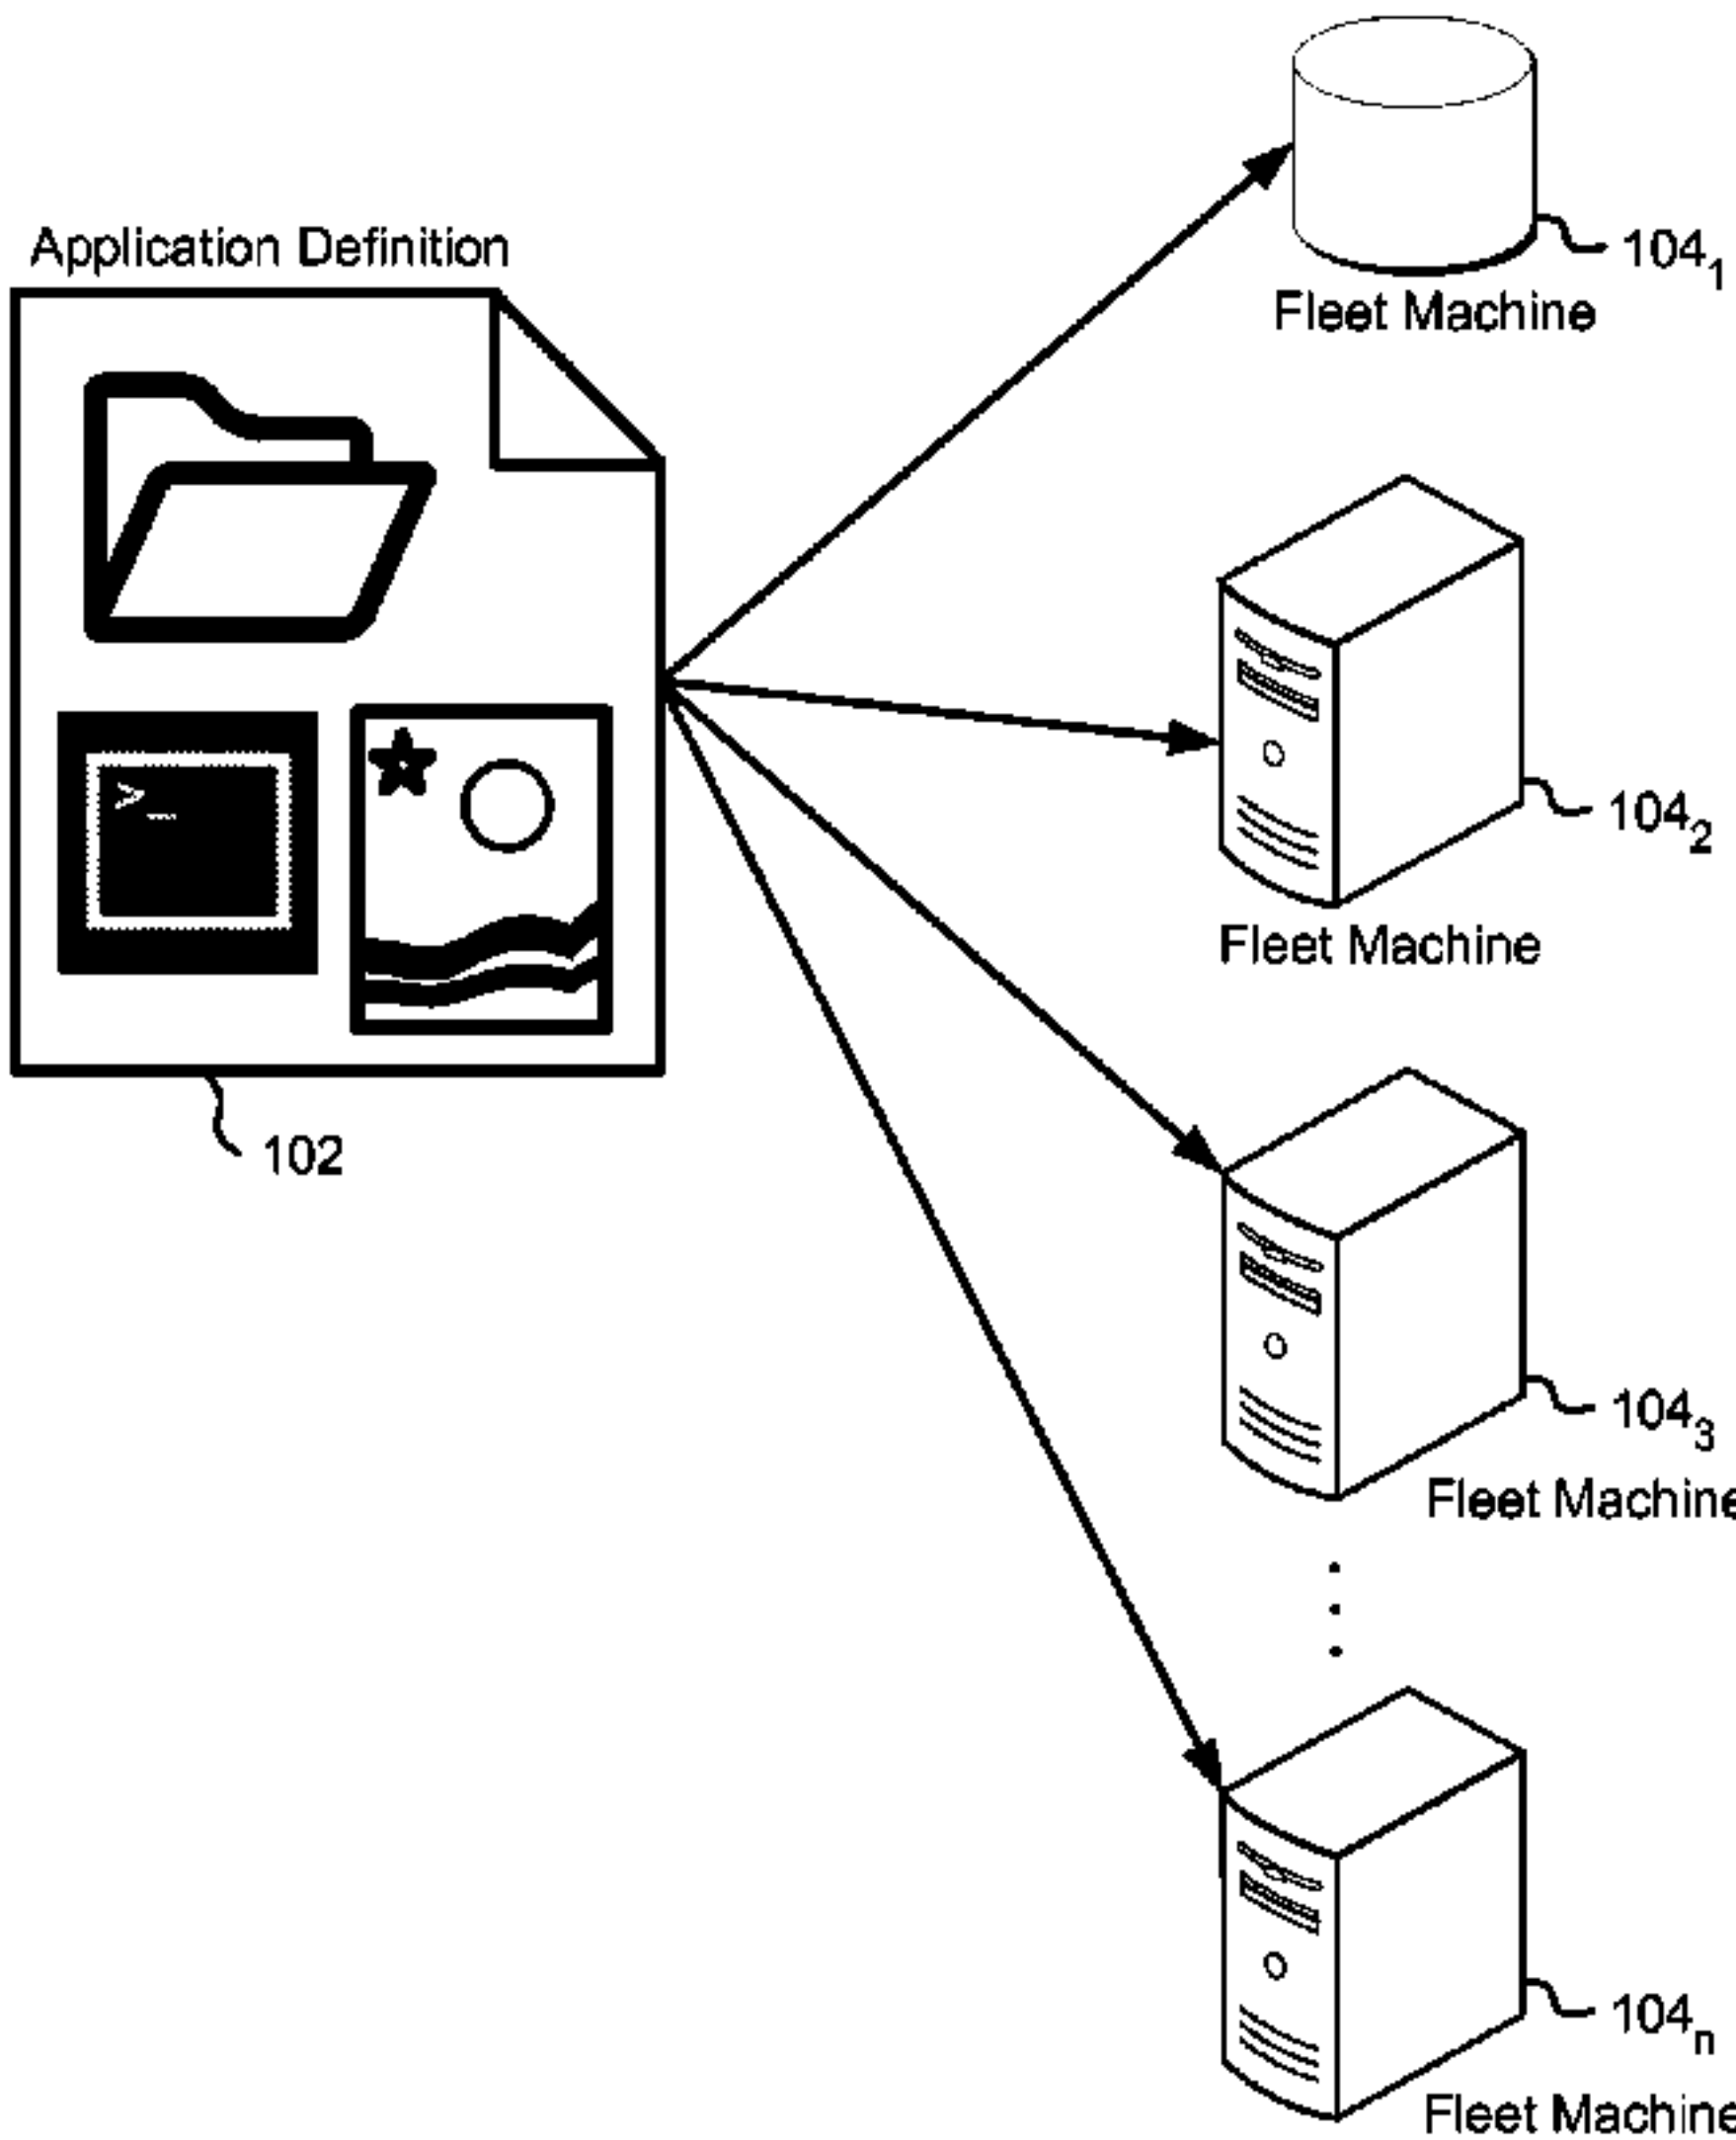 Application Definition
104₁
Fleet Machine
>_
104₂
Fleet Machine
102
104₃
Fleet Machine
104ₙ
Fleet Machine